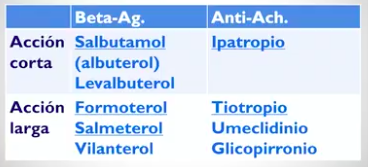 Beta-Ag. Anti-Ach.
Acción Salbutamol Ipatropio
corta (albuterol)
Levalbuterol
Acción Formoterol Tiotropio
larga Salmeterol Umeclidinio
Vilanterol Glicopirronio